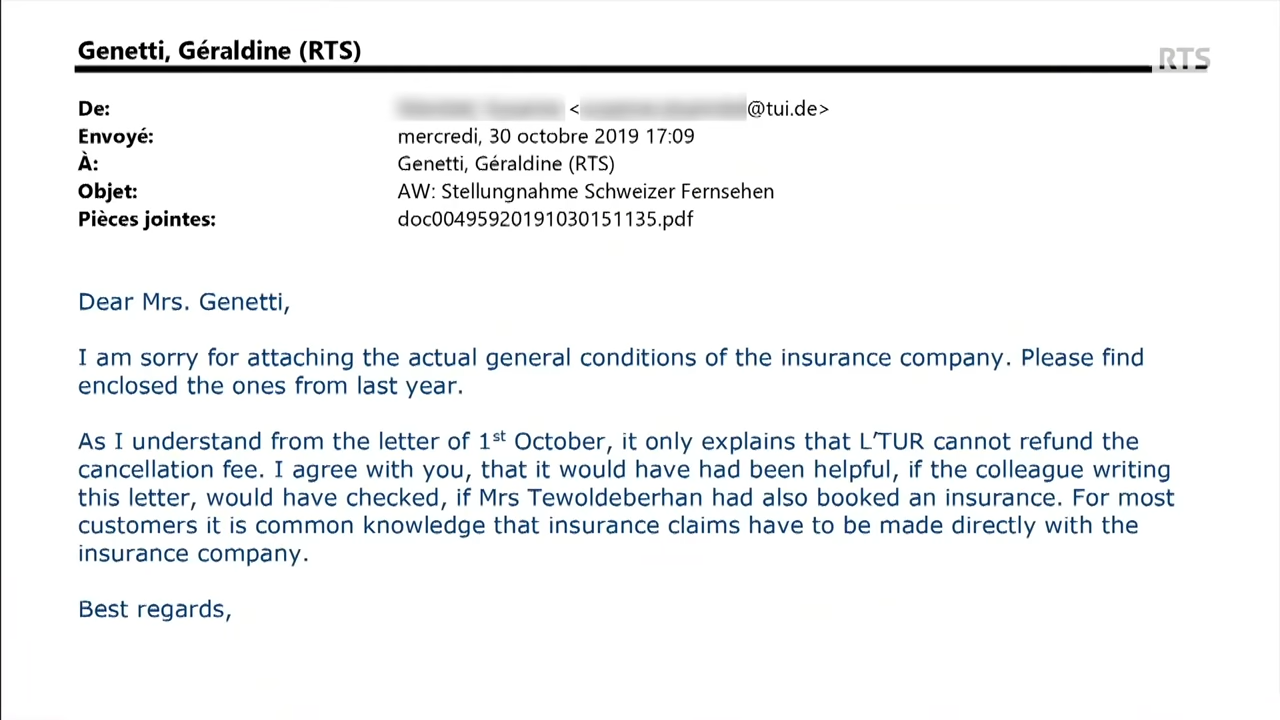 Genetti, Géraldine (RTS)
RTS
De: < @tui.de>
Envoyé: mercredi, 30 octobre 2019 17:09
À: Genetti, Géraldine (RTS)
Objet: AW: Stellungnahme Schweizer Fernsehen
Pièces jointes: doc00495920191030151135.pdf
Dear Mrs. Genetti,
I am sorry for attaching the actual general conditions of the insurance company. Please find
enclosed the ones from last year.
As I understand from the letter of 1st October, it only explains that L’TUR cannot refund the
cancellation fee. I agree with you, that it would have had been helpful, if the colleague writing
this letter, would have checked, if Mrs Tewoldeberhan had also booked an insurance. For most
customers it is common knowledge that insurance claims have to be made directly with the
insurance company.
Best regards,